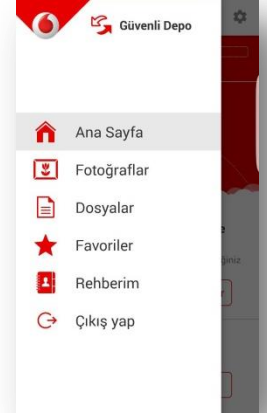 Güvenli Depo
Ana Sayfa
Fotoğraflar
Dosyalar
Favoriler
Rehberim
Çıkış yap